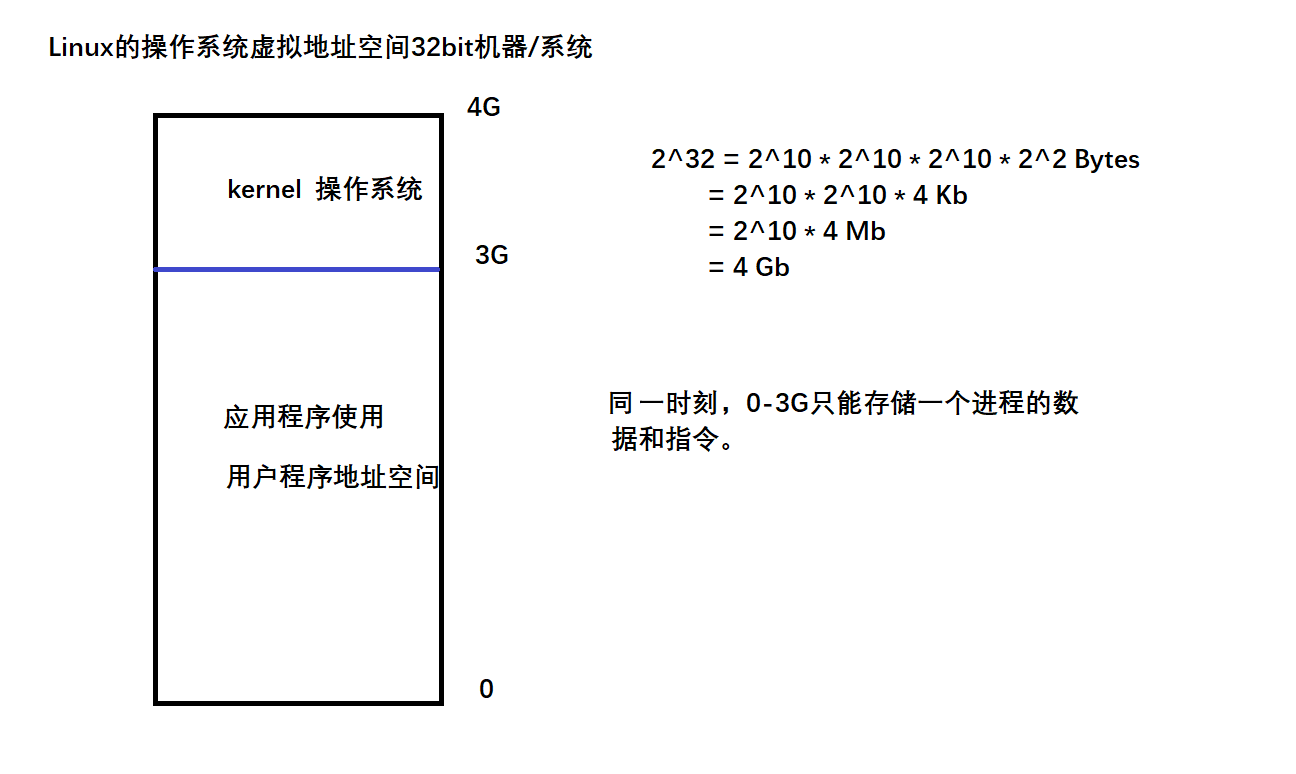 Linux的操作系统虚拟地址空间32bit机器/系统
4G
kernel 操作系统
3G
应用程序使用
用户程序地址空间
0
2^32 = 2^10 * 2^10 * 2^10 * 2^2 Bytes
= 2^10 * 2^10 * 4 Kb
= 2^10 * 4 Mb
= 4 Gb
同一时刻，0-3G只能存储一个进程的数
据和指令。